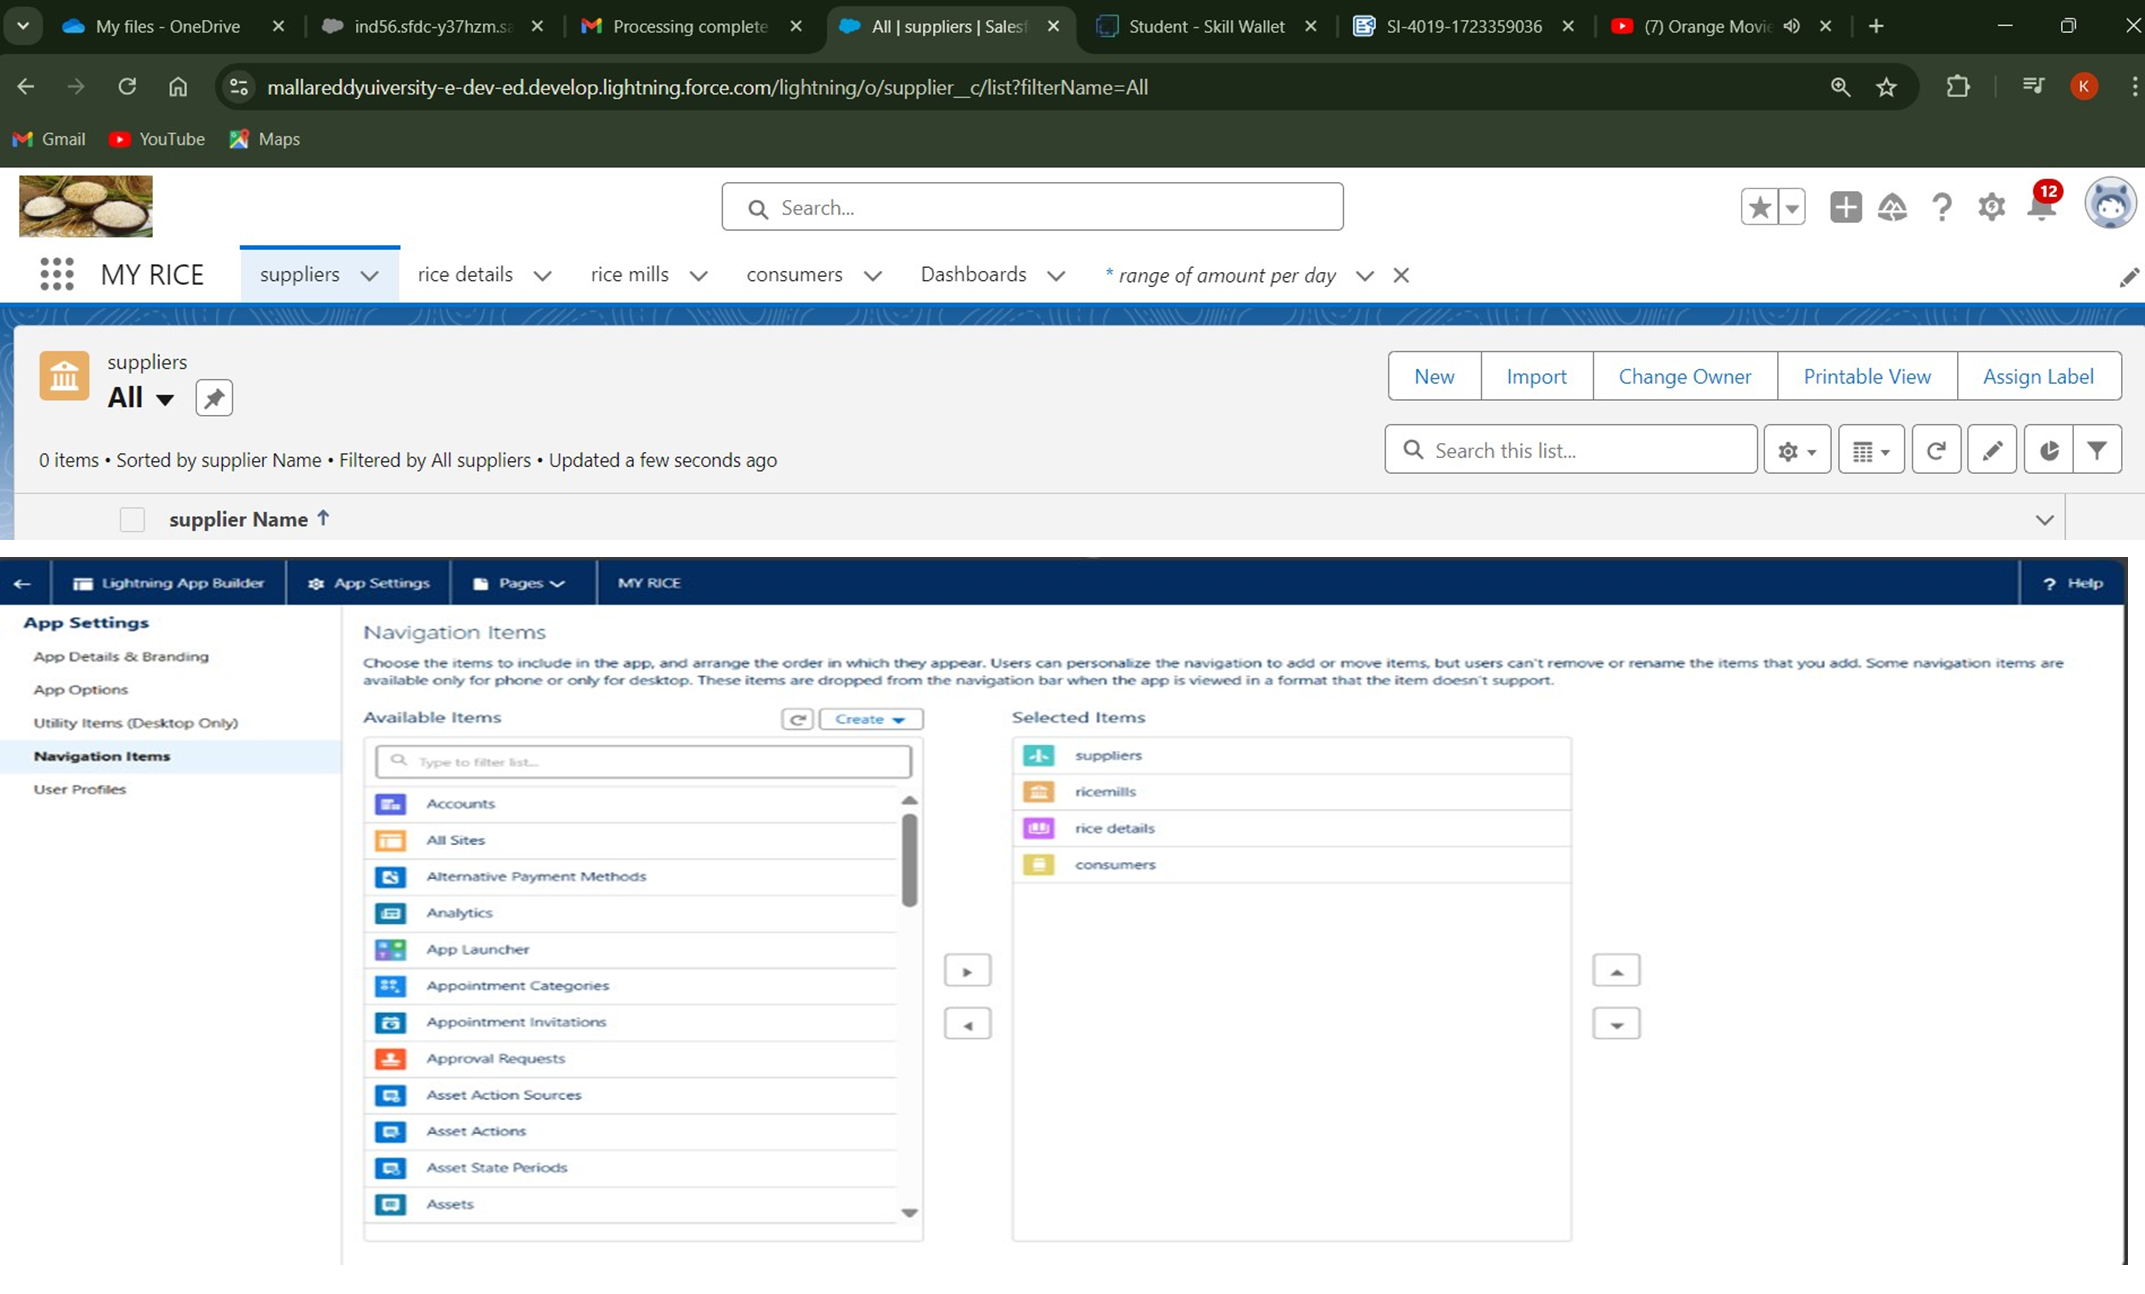 My files - OneDrive
ind56.sfdc-y37hzm.sa
Processing complete
All | suppliers | Salesf
Student - Skill Wallet
SI-4019-1723359036
(7) Orange Movie
mallareddyuiversity-e-dev-ed.develop.lightning.force.com/lightning/o/supplier__c/list?filterName=All
K
Gmail
YouTube
Maps
Search...
12
MY RICE
suppliers
rice details
rice mills
consumers
Dashboards
* range of amount per day
suppliers
All
New
Import
Change Owner
Printable View
Assign Label
0 items • Sorted by supplier Name • Filtered by All suppliers • Updated a few seconds ago
Search this list...
supplier Name
Lightning App Builder
App Settings
Pages
MY RICE
? Help
App Settings
App Details & Branding
App Options
Utility Items (Desktop Only)
Navigation Items
User Profiles
Navigation Items
Choose the items to include in the app, and arrange the order in which they appear. Users can personalize the navigation to add or move items, but users can't remove or rename the items that you add. Some navigation items are
available only for phone or only for desktop. These items are dropped from the navigation bar when the app is viewed in a format that the item doesn't support.
Available Items
Create
Type to filter list...
Accounts
All Sites
Alternative Payment Methods
Analytics
App Launcher
Appointment Categories
Appointment Invitations
Approval Requests
Asset Action Sources
Asset Actions
Asset State Periods
Assets
Selected Items
suppliers
ricemills
rice details
consumers